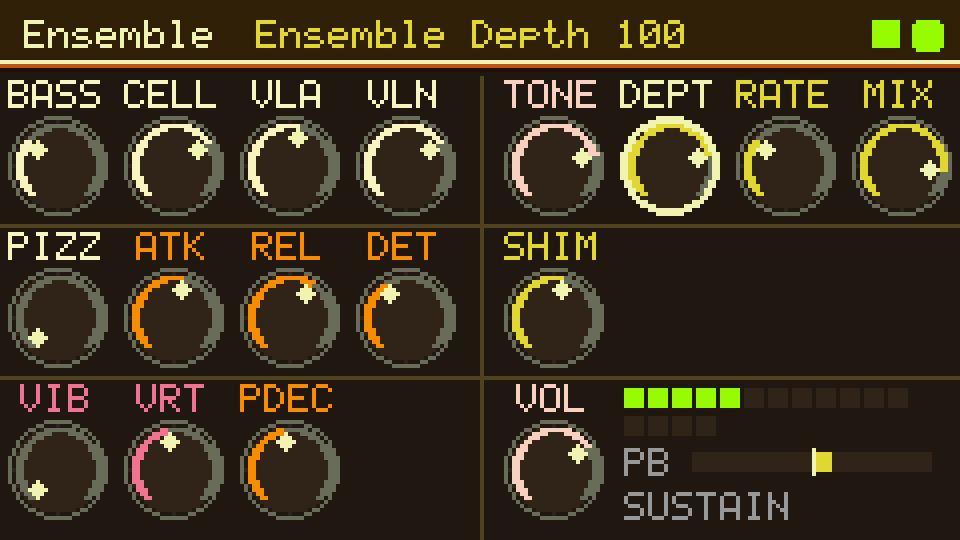 Ensemble Ensemble Depth 100
BASS CELL VLA VLN TONE DEPT RATE MIX
PIZZ ATK REL DET SHIM
VIB VRT PDEC VOL
PB
SUSTAIN